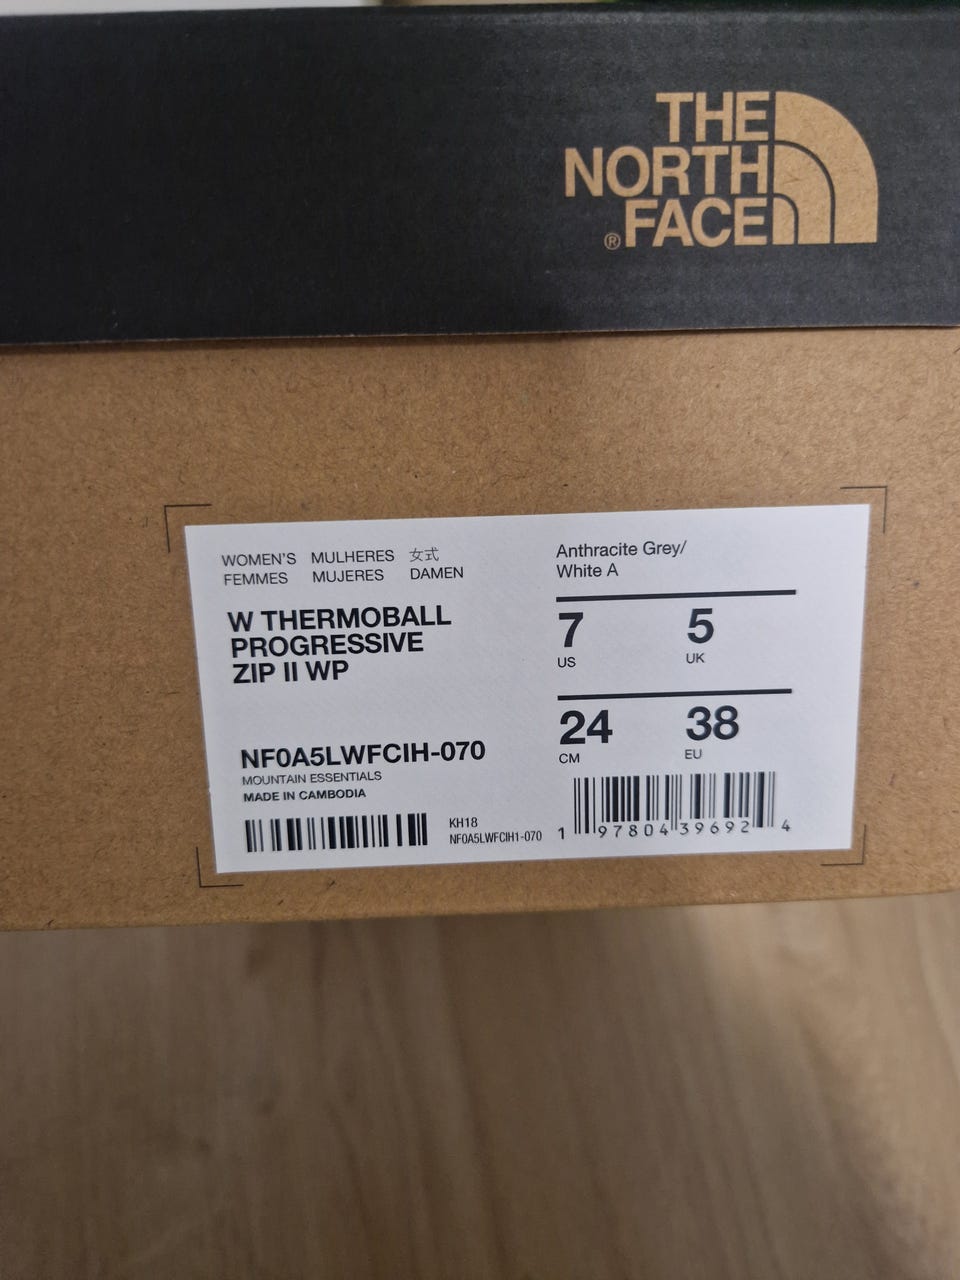 THE
NORTH
FACE
®
WOMEN'S MULHERES 女式
FEMMES MUJERES DAMEN
W THERMOBALL
PROGRESSIVE
ZIP II WP
NF0A5LWFCIH-070
MOUNTAIN ESSENTIALS
MADE IN CAMBODIA
KH18
NF0A5LWFCIH1-070
Anthracite Grey/
White A
7 5
US UK
24 38
CM EU
1 97804 39692 4